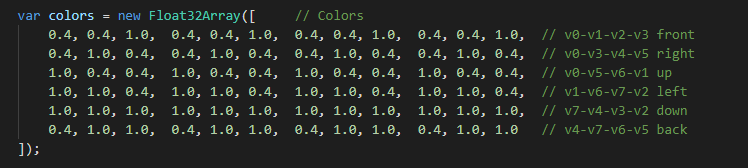 var colors = new Float32Array([     // Colors
    0.4, 0.4, 1.0,  0.4, 0.4, 1.0,  0.4, 0.4, 1.0,  0.4, 0.4, 1.0,  // v0-v1-v2-v3 front
    0.4, 1.0, 0.4,  0.4, 1.0, 0.4,  0.4, 1.0, 0.4,  0.4, 1.0, 0.4,  // v0-v3-v4-v5 right
    1.0, 0.4, 0.4,  1.0, 0.4, 0.4,  1.0, 0.4, 0.4,  1.0, 0.4, 0.4,  // v0-v5-v6-v1 up
    1.0, 1.0, 0.4,  1.0, 1.0, 0.4,  1.0, 1.0, 0.4,  1.0, 1.0, 0.4,  // v1-v6-v7-v2 left
    1.0, 1.0, 1.0,  1.0, 1.0, 1.0,  1.0, 1.0, 1.0,  1.0, 1.0, 1.0,  // v7-v4-v3-v2 down
    0.4, 1.0, 1.0,  0.4, 1.0, 1.0,  0.4, 1.0, 1.0,  0.4, 1.0, 1.0   // v4-v7-v6-v5 back
]);